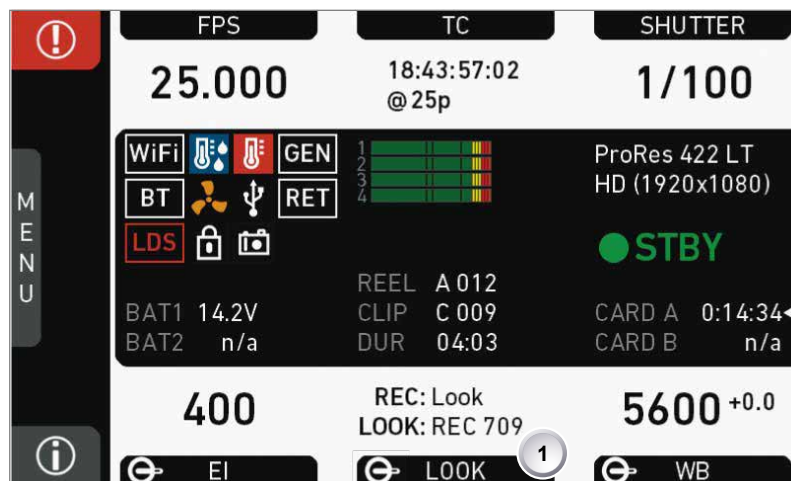 FPS TC SHUTTER
25.000 18:43:57:02 1/100
@25p
MENU
WiFi GEN 1 ProRes 422 LT
2 HD (1920x1080)
BT RET 3
4
LDS STBY
REEL A 012
BAT1 14.2V CLIP C 009 CARD A 0:14:34
BAT2 n/a DUR 04:03 CARD B n/a
400 REC: Look 5600 +0.0
LOOK: REC 709
EI LOOK 1 WB